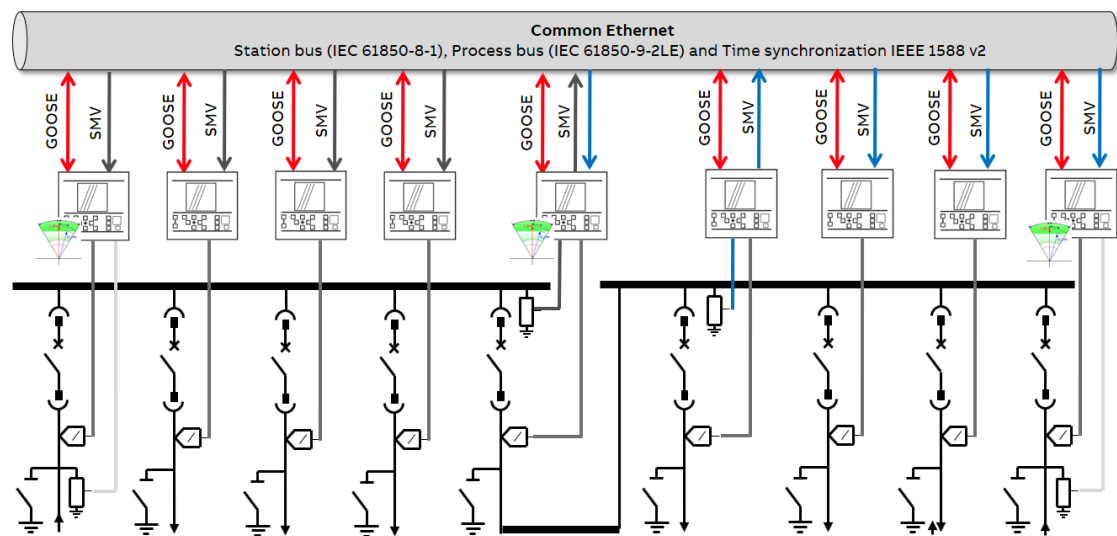 Common Ethernet
Station bus (IEC 61850-8-1), Process bus (IEC 61850-9-2LE) and Time synchronization IEEE 1588 v2
GOOSE
SMV
GOOSE
SMV
GOOSE
SMV
GOOSE
SMV
GOOSE
SMV
GOOSE
SMV
GOOSE
SMV
GOOSE
SMV
GOOSE
SMV